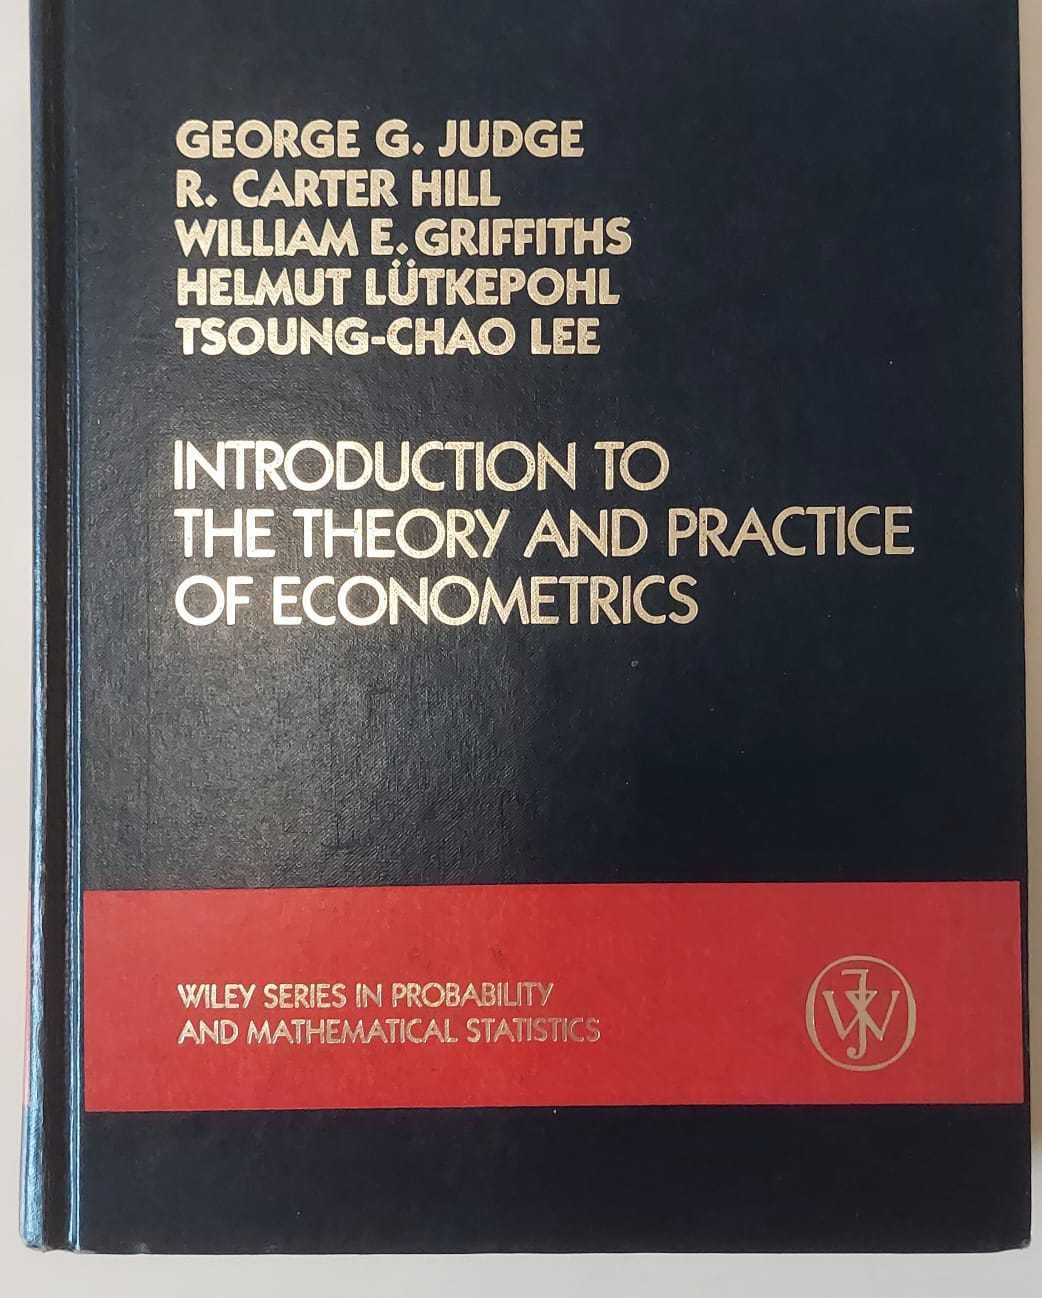 GEORGE G. JUDGE
R. CARTER HILL
WILLIAM E. GRIFFITHS
HELMUT LÜTKEPOHL
TSOUNG-CHAO LEE
INTRODUCTION TO
THE THEORY AND PRACTICE
OF ECONOMETRICS
WILEY SERIES IN PROBABILITY
AND MATHEMATICAL STATISTICS
JW